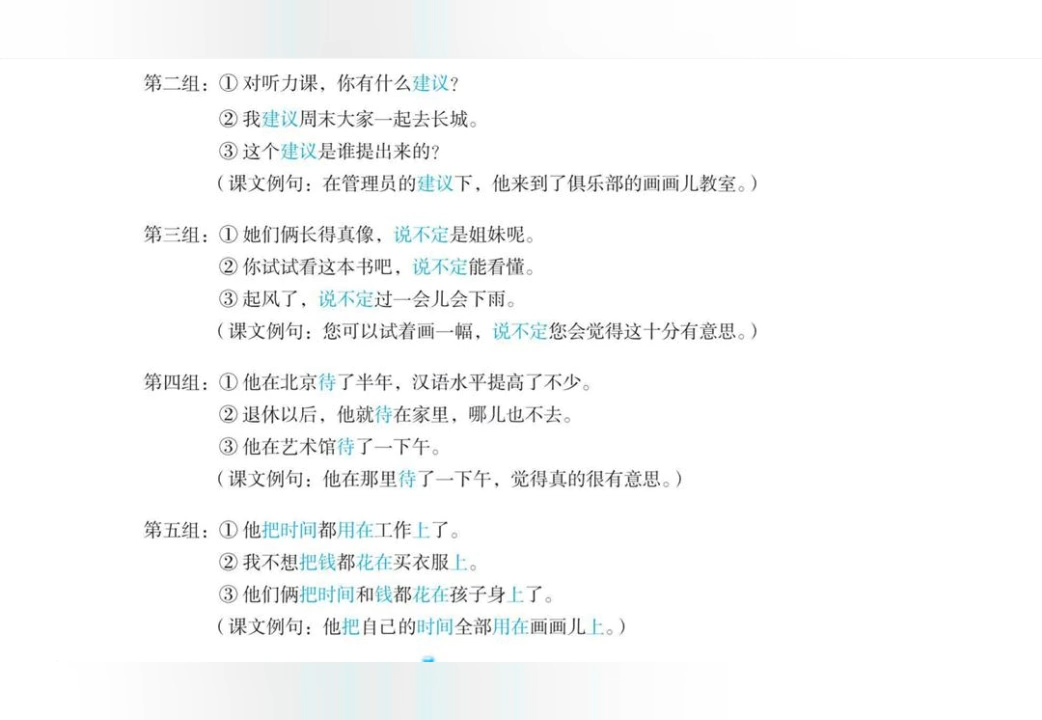 第二组：①对听力课，你有什么建议？
②我建议周末大家一起去长城。
③这个建议是谁提出来的？
（课文例句：在管理员的建议下，他来到了俱乐部的画画儿教室。）
第三组：①她们俩长得真像，说不定是姐妹呢。
②你试试看这本书吧，说不定能看懂。
③起风了，说不定过一会儿会下雨。
（课文例句：您可以试着画一幅，说不定您会觉得这十分有意思。）
第四组：①他在北京待了半年，汉语水平提高了不少。
②退休以后，他就待在家里，哪儿也不去。
③他在艺术馆待了一下午。
（课文例句：他在那里待了一下午，觉得真的很有意思。）
第五组：①他把时间都用在工作上了。
②我不想把钱都花在买衣服上。
③他们俩把时间和钱都花在孩子身上了。
（课文例句：他把自己的时间全部用在画画儿上。）